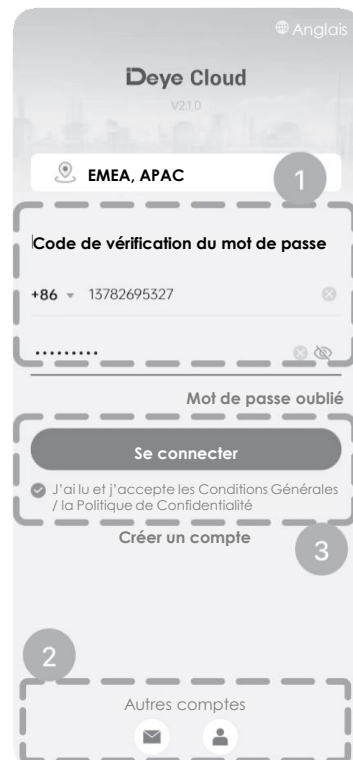 Anglais
Deye Cloud
V2.1.0
EMEA, APAC
1
Code de vérification du mot de passe
+86 13782695327
•••••••••
Mot de passe oublié
Se connecter
J'ai lu et j'accepte les Conditions Générales
/ la Politique de Confidentialité
Créer un compte
3
2
Autres comptes